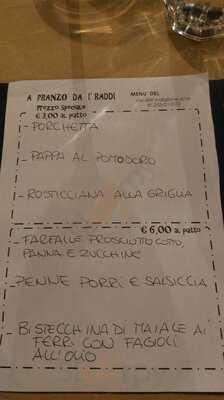 A PRANZO DA I' RADDI
MENU' DEL
Prezzo Speciale
€ 3,00 a piatto
- PORCHETTA
- PAPPA AL POMODORO
- ROSTICCIANA ALLA GRIGLIA
€ 6,00 a piatto
- FARFALLE PROSCIUTTO COTTO,
PANNA E ZUCCHINE
- PENNE PORRI E SALSICCIA
- BISTECCHINA DI MAIALE AI
FERRI CON FAGIOLI
ALL'OLIO